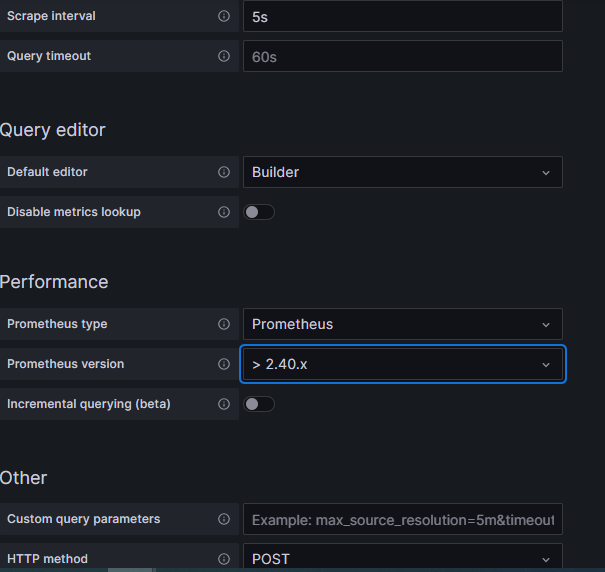 Scrape interval 5s
Query timeout 60s
Query editor
Default editor Builder
Disable metrics lookup
Performance
Prometheus type Prometheus
Prometheus version > 2.40.x
Incremental querying (beta)
Other
Custom query parameters Example: max_source_resolution=5m&timeout
HTTP method POST